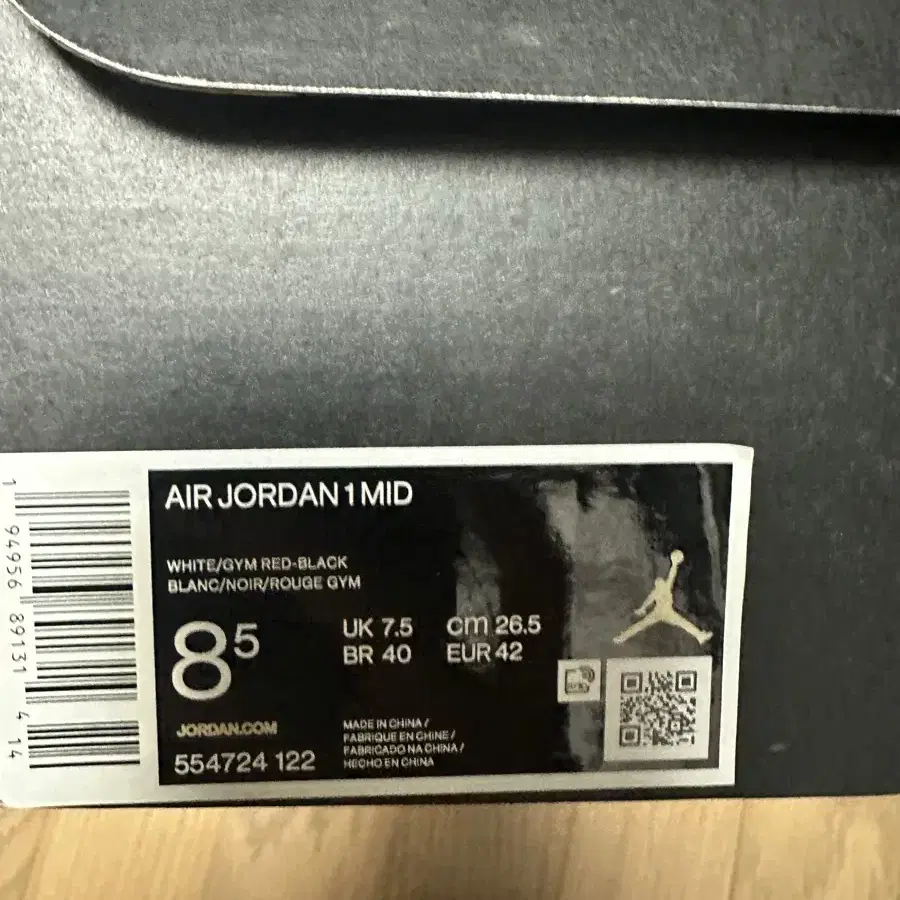 AIR JORDAN 1 MID
WHITE/GYM RED-BLACK
BLANC/NOIR/ROUGE GYM
8 5
UK 7.5 cm 26.5
BR 40 EUR 42
JORDAN.COM
554724 122
MADE IN CHINA /
FABRIQUE EN CHINE /
FABRICADO NA CHINA /
HECHO EN CHINA
1 94956 89131 4 14